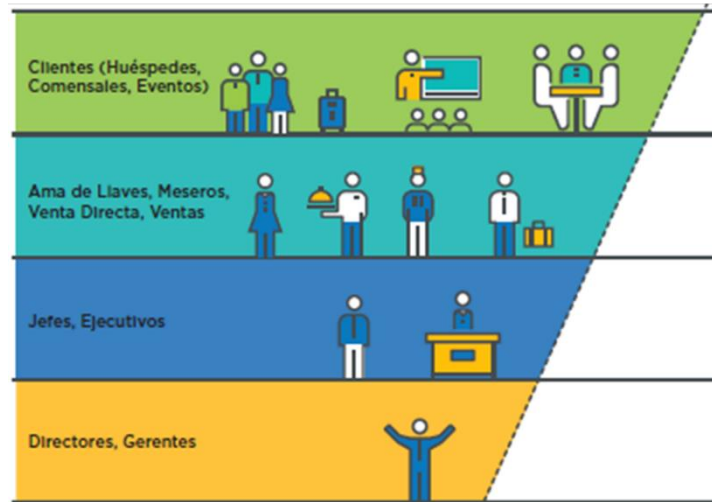 Clientes (Huéspedes,
Comensales, Eventos)
Ama de Llaves, Meseros,
Venta Directa, Ventas
Jefes, Ejecutivos
Directores, Gerentes